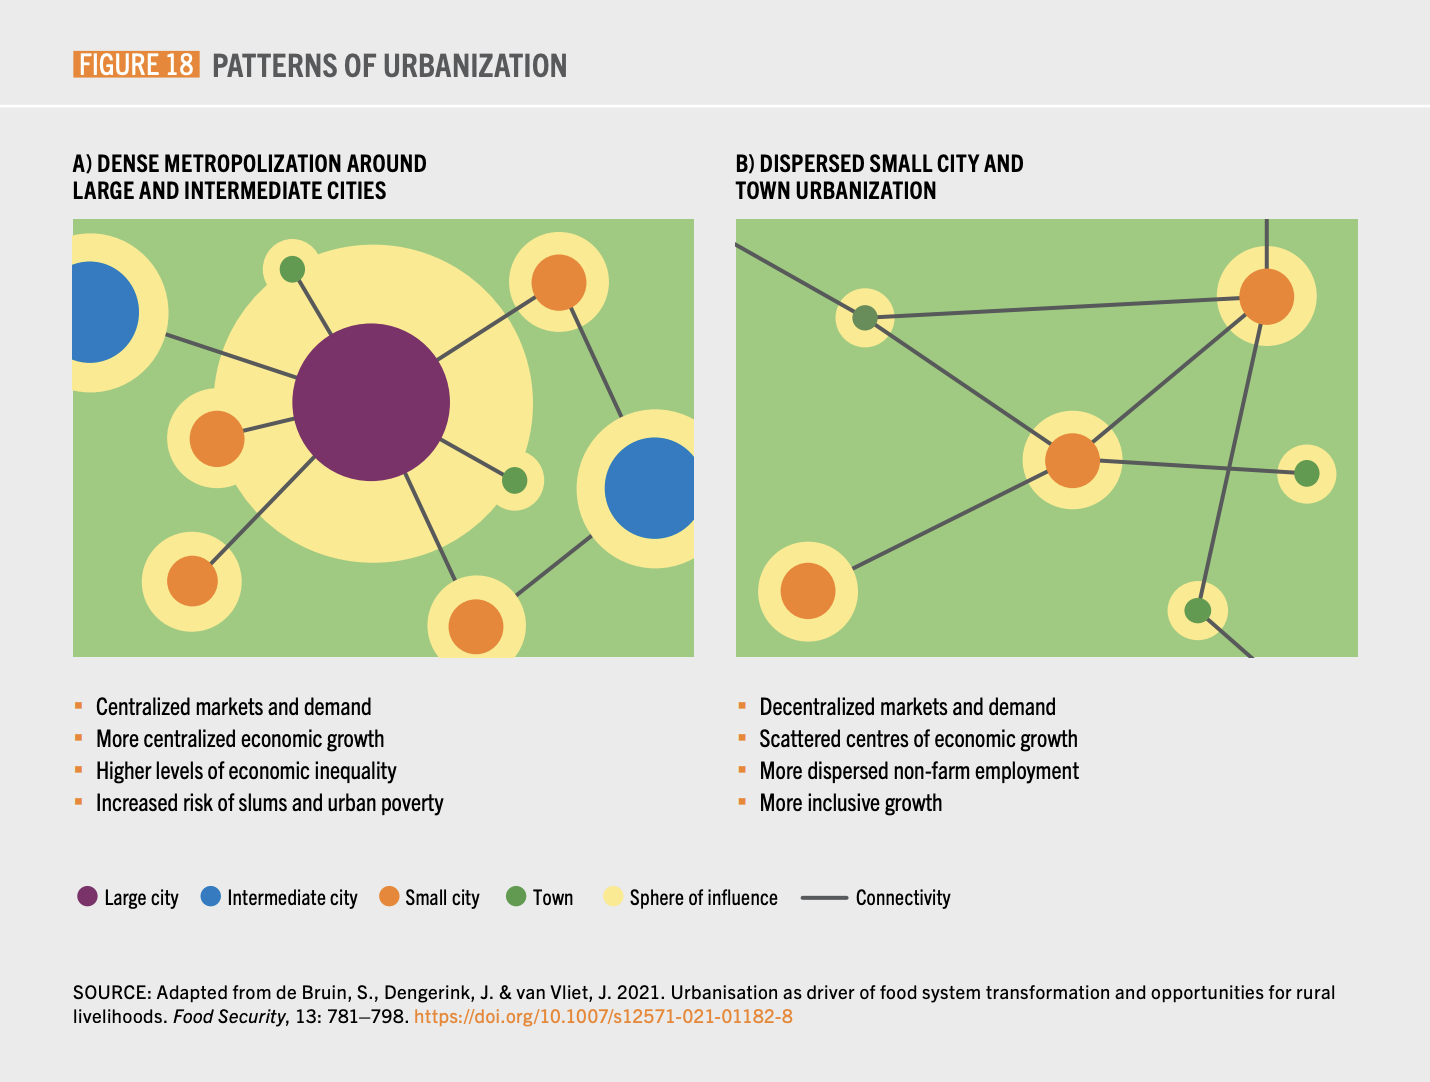 FIGURE 18 PATTERNS OF URBANIZATION
A) DENSE METROPOLIZATION AROUND
LARGE AND INTERMEDIATE CITIES
B) DISPERSED SMALL CITY AND
TOWN URBANIZATION
Centralized markets and demand
More centralized economic growth
Higher levels of economic inequality
Increased risk of slums and urban poverty
Decentralized markets and demand
Scattered centres of economic growth
More dispersed non-farm employment
More inclusive growth
Large city
Intermediate city
Small city
Town
Sphere of influence
Connectivity
SOURCE: Adapted from de Bruin, S., Dengerink, J. & van Vliet, J. 2021. Urbanisation as driver of food system transformation and opportunities for rural
livelihoods. Food Security, 13: 781–798. https://doi.org/10.1007/s12571-021-01182-8